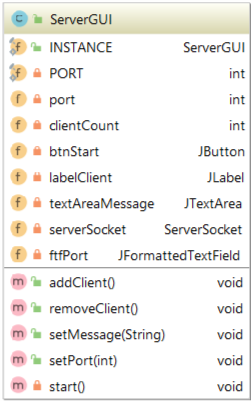 ServerGUI
INSTANCE ServerGUI
PORT int
port int
clientCount int
btnStart JButton
labelClient JLabel
textAreaMessage JTextArea
serverSocket ServerSocket
ftfPort JFormattedTextField
addClient() void
removeClient() void
setMessage(String) void
setPort(int) void
start() void